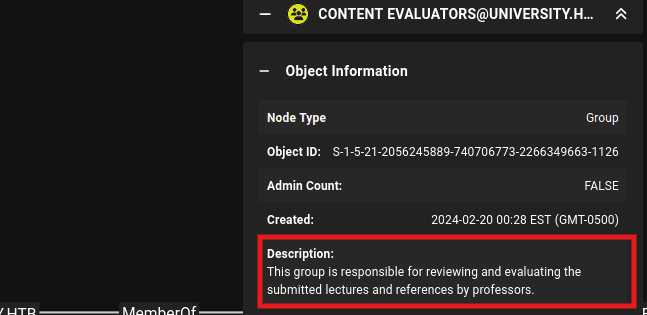 CONTENT EVALUATORS@UNIVERSITY.H...
Object Information
Node Type Group
Object ID: S-1-5-21-2056245889-740706773-2266349663-1126
Admin Count: FALSE
Created: 2024-02-20 00:28 EST (GMT-0500)
Description:
This group is responsible for reviewing and evaluating the
submitted lectures and references by professors.
Y.HTB MemberOf